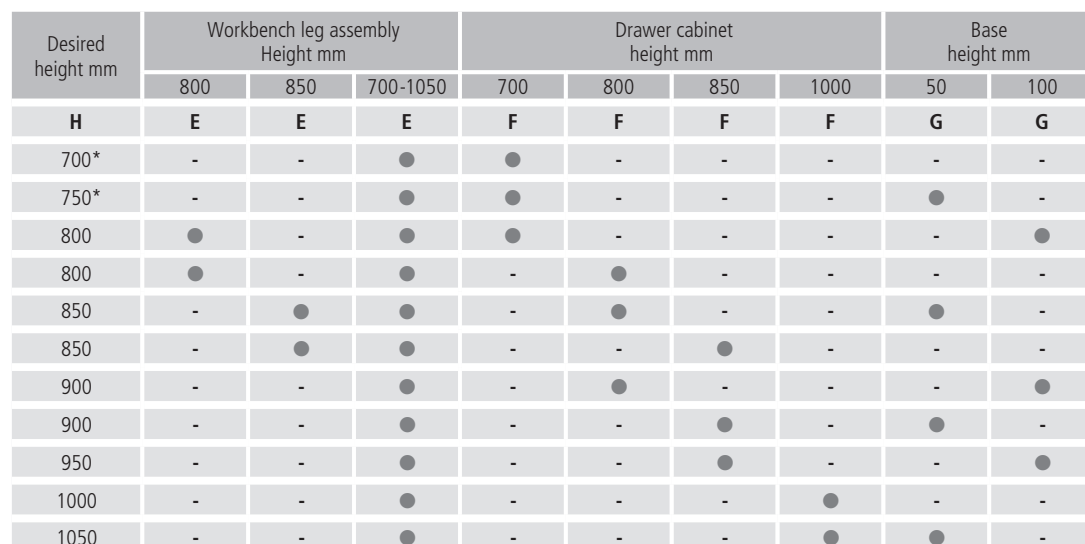 Desired height mm | Workbench leg assembly Height mm | Drawer cabinet height mm | Base height mm
800 | 850 | 700-1050 | 700 | 800 | 850 | 1000 | 50 | 100
H | E | E | E | F | F | F | F | G | G
700* | - | - | ● | ● | - | - | - | - | -
750* | - | - | ● | ● | - | - | - | ● | -
800 | ● | - | ● | ● | - | - | - | - | ●
800 | ● | - | ● | - | ● | - | - | - | -
850 | - | ● | ● | - | ● | - | - | ● | -
850 | - | ● | ● | - | - | ● | - | - | -
900 | - | - | ● | - | ● | - | - | - | ●
900 | - | - | ● | - | - | ● | - | ● | -
950 | - | - | ● | - | - | ● | - | - | ●
1000 | - | - | ● | - | - | - | ● | - | -
1050 | - | - | ● | - | - | - | ● | ● | -